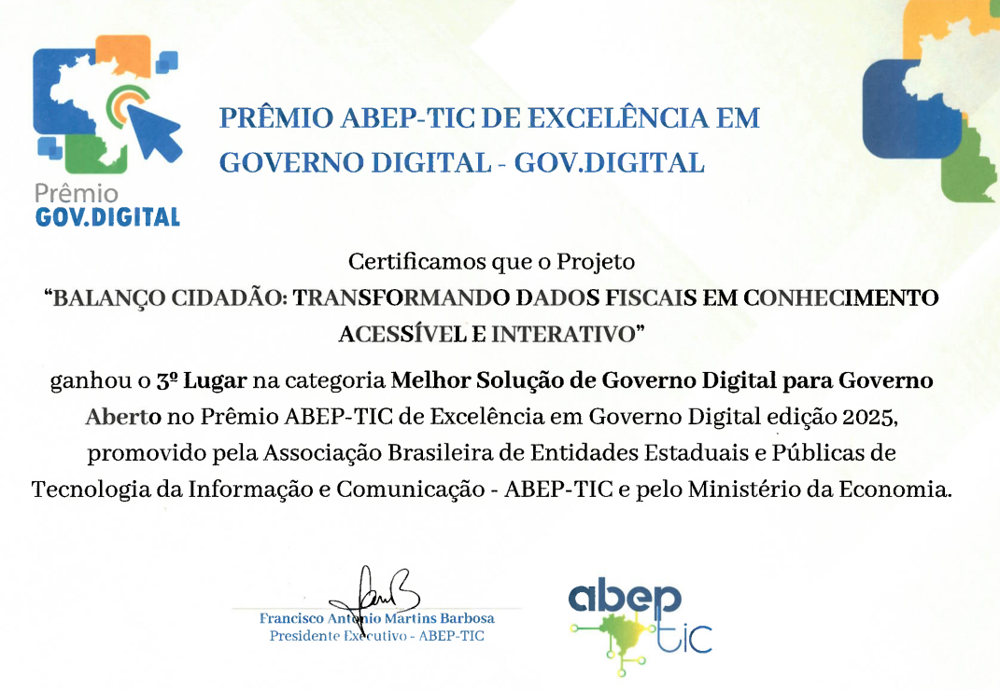 PRÊMIO ABEP-TIC DE EXCELÊNCIA EM
GOVERNO DIGITAL - GOV.DIGITAL
Prêmio
GOV.DIGITAL
Certificamos que o Projeto
“BALANÇO CIDADÃO: TRANSFORMANDO DADOS FISCAIS EM CONHECIMENTO
ACESSÍVEL E INTERATIVO”
ganhou o 3º Lugar na categoria Melhor Solução de Governo Digital para Governo
Aberto no Prêmio ABEP-TIC de Excelência em Governo Digital edição 2025,
promovido pela Associação Brasileira de Entidades Estaduais e Públicas de
Tecnologia da Informação e Comunicação - ABEP-TIC e pelo Ministério da Economia.
Francisco Antonio Martins Barbosa
Presidente Executivo - ABEP-TIC
abep
tic